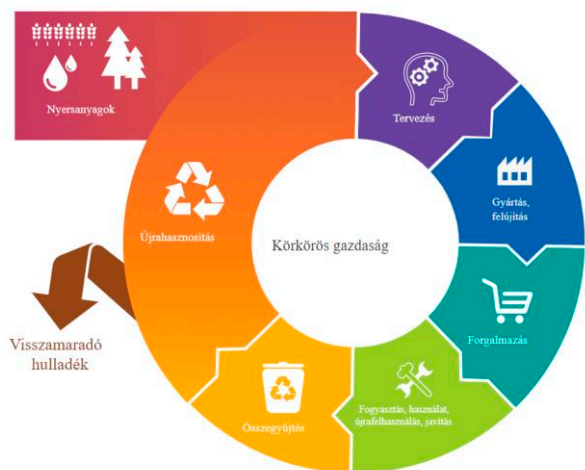 Nyersanyagok
Tervezés
Gyártás,
felújítás
Forgalmazás
Fogyasztás, használat,
újrafelhasználás, javítás
Összegyűjtés
Újrahasznosítás
Körkörös gazdaság
Visszamaradó
hulladék